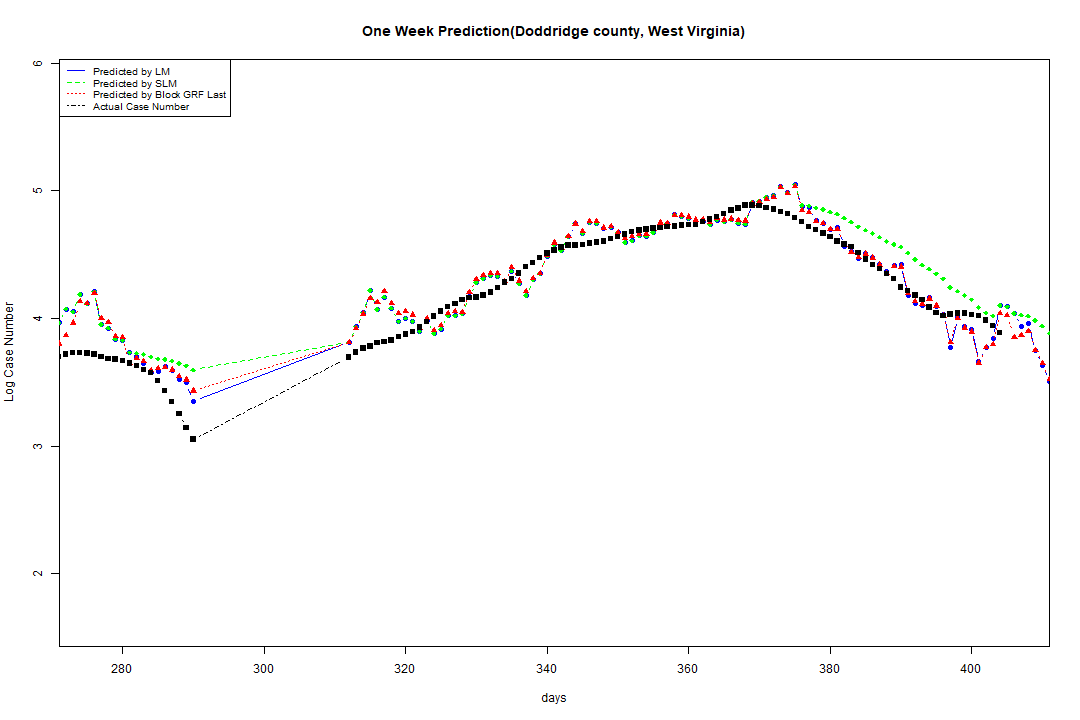 One Week Prediction(Doddridge county, West Virginia)
Predicted by LM
Predicted by SLM
Predicted by Block GRF Last
Actual Case Number
Log Case Number
6
5
4
3
2
280 300 320 340 360 380 400
days